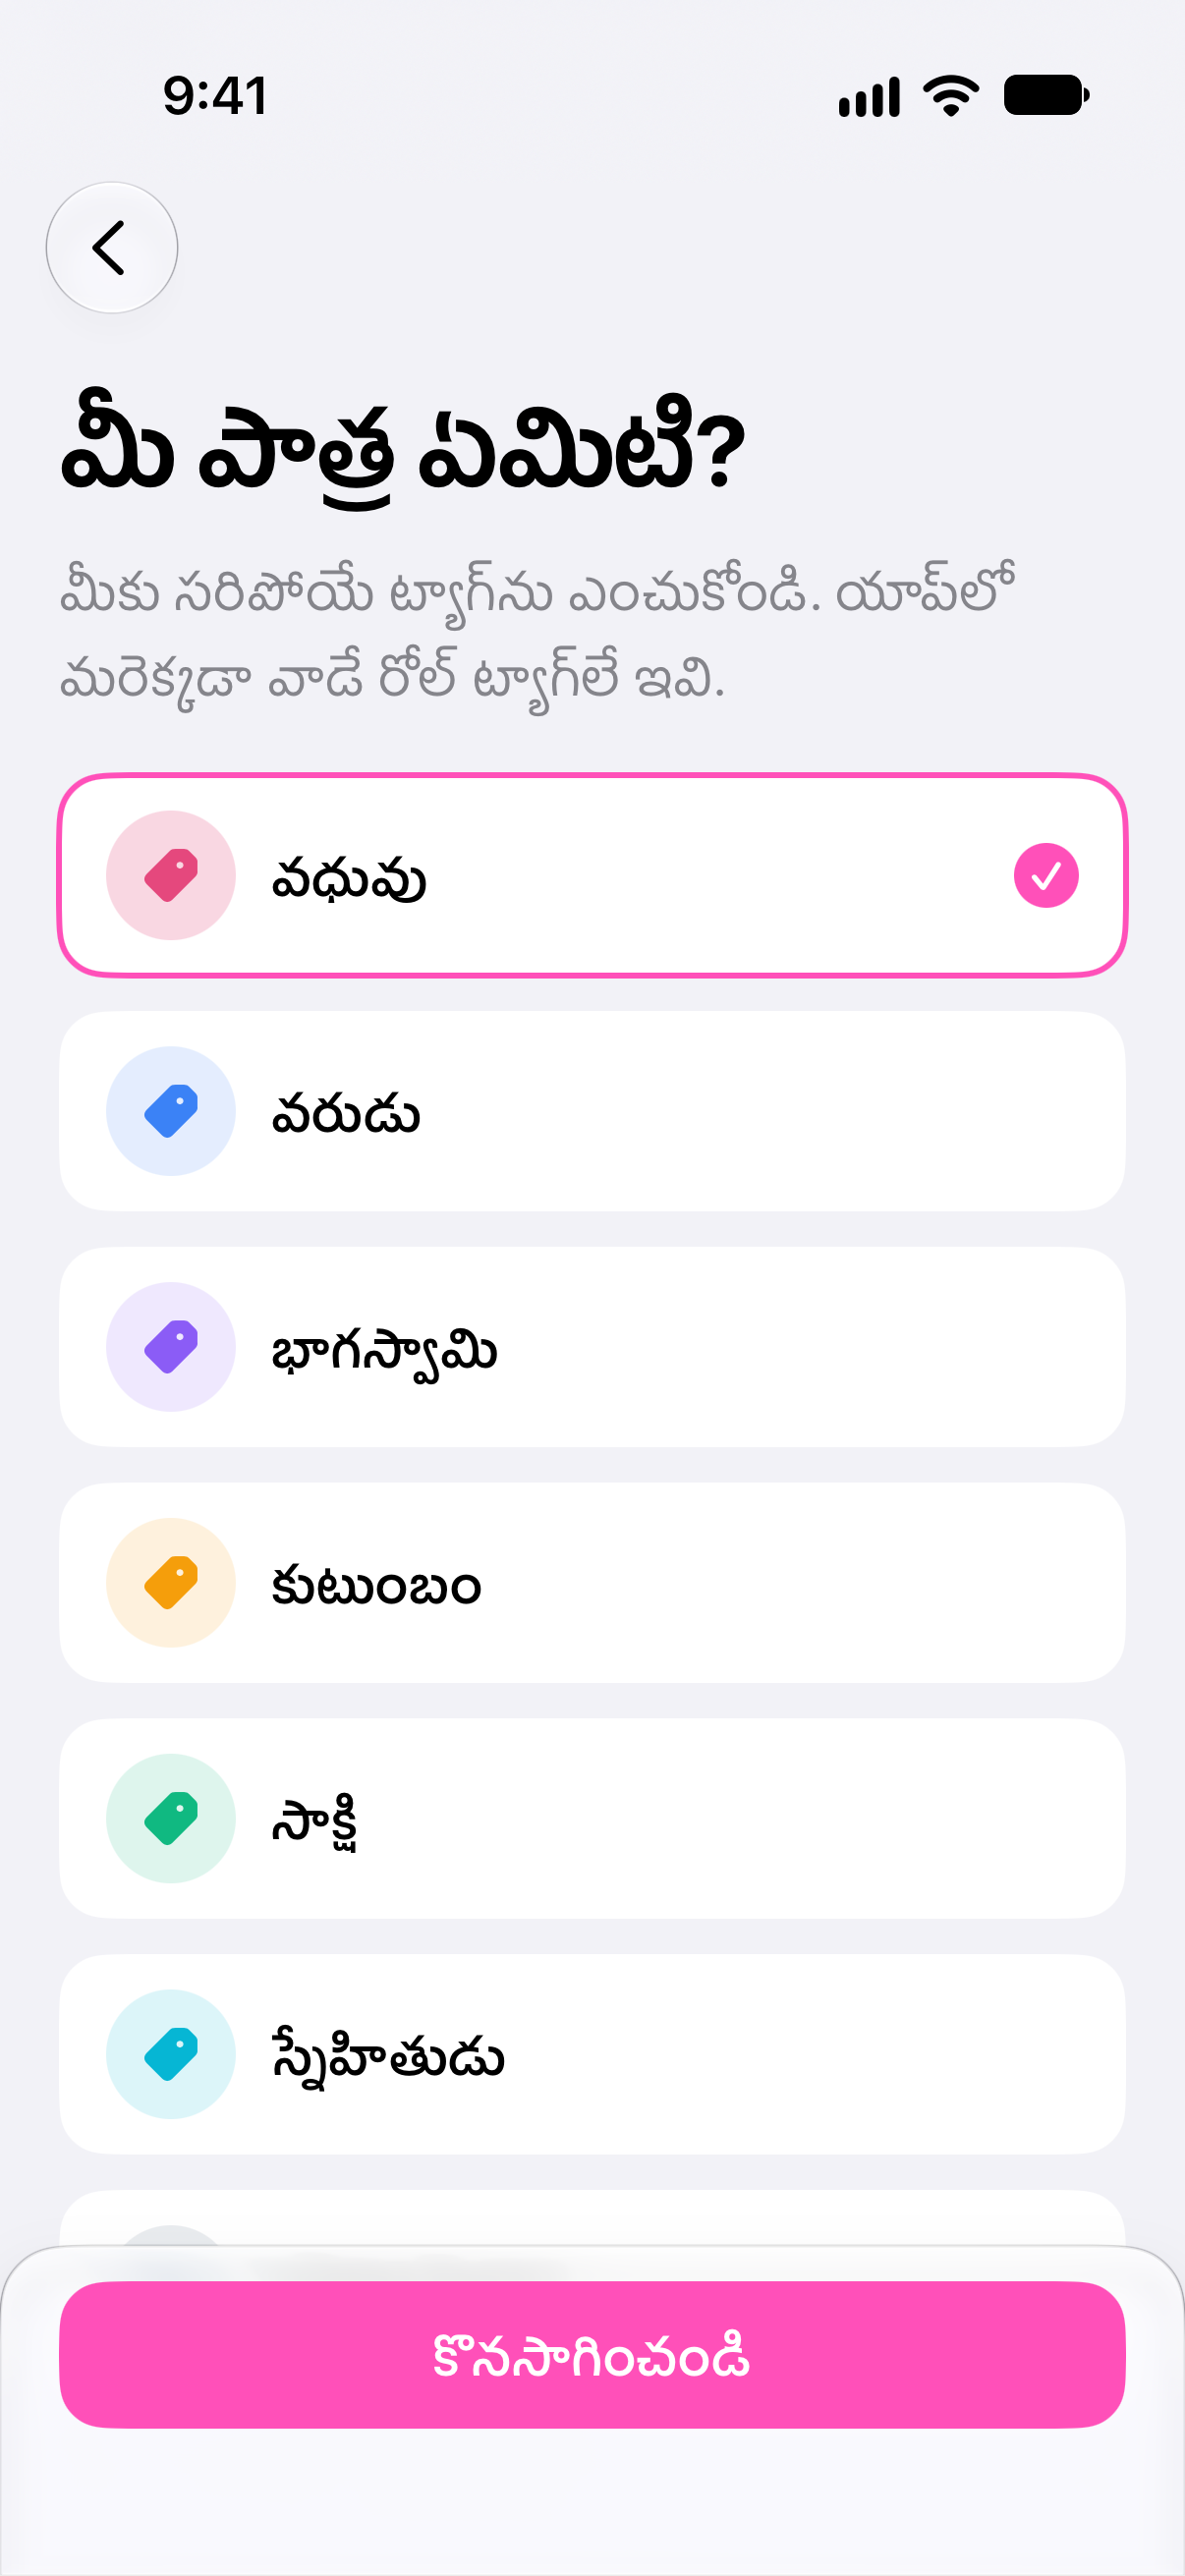 9:41
మీ పాత్ర ఏమిటి?
మీకు సరిపోయే ట్యాగ్‌ను ఎంచుకోండి. యాప్‌లో
మరెక్కడా వాడే రోల్ ట్యాగ్‌లే ఇవి.
వధువు
వరుడు
భాగస్వామి
కుటుంబం
సాక్షి
స్నేహితుడు
కొనసాగించండి